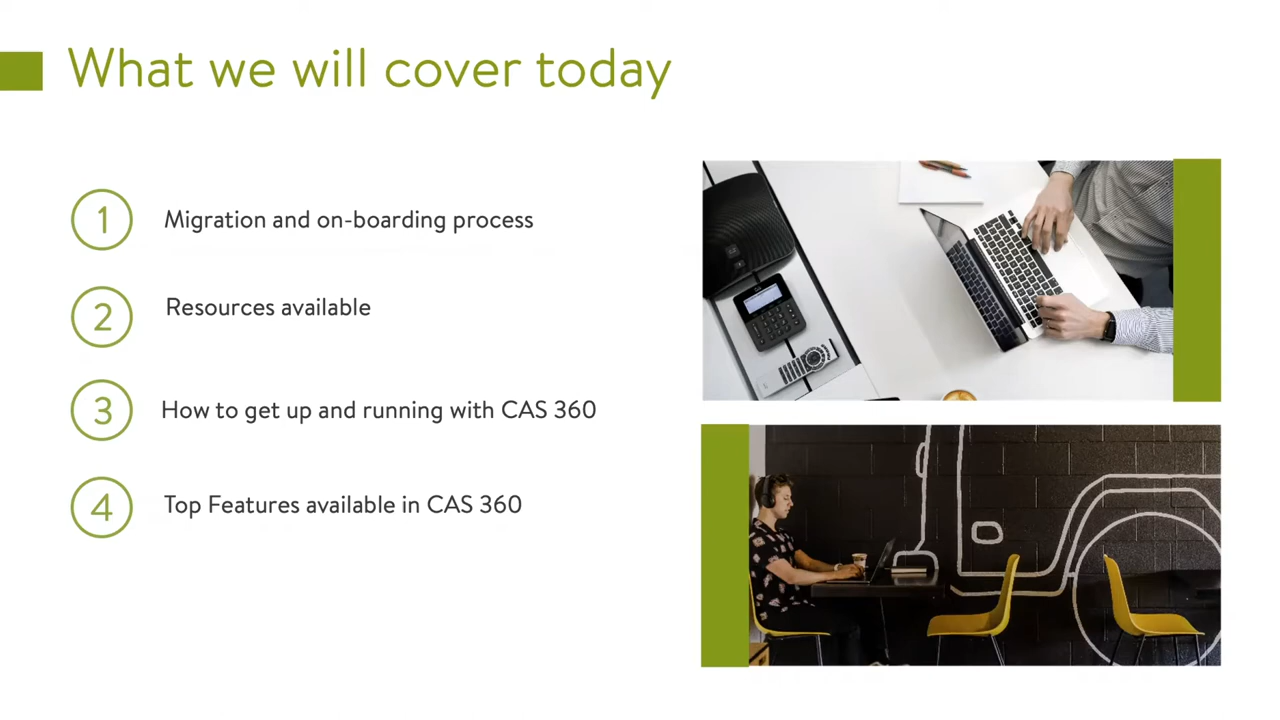 What we will cover today
1 Migration and on-boarding process
2 Resources available
3 How to get up and running with CAS 360
4 Top Features available in CAS 360